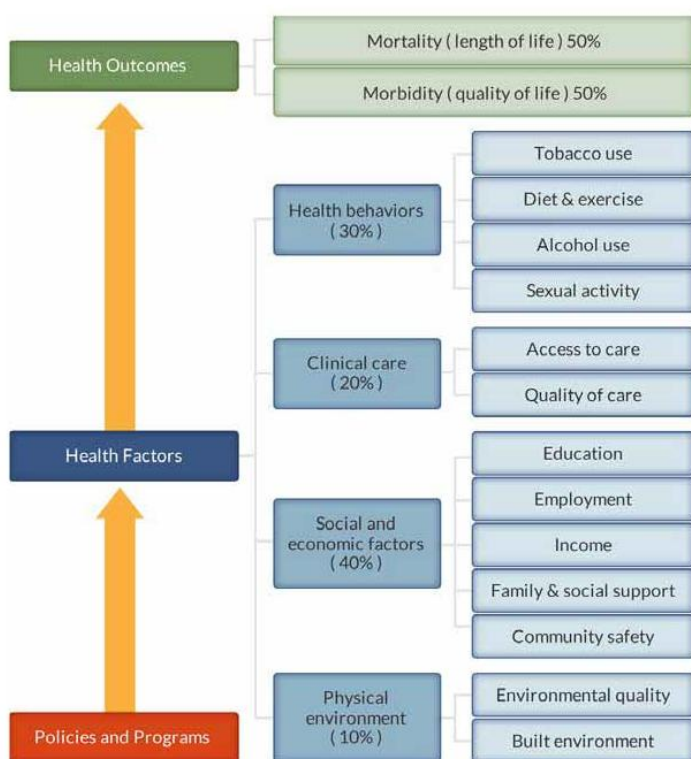 Health Outcomes
Mortality ( length of life ) 50%
Morbidity ( quality of life ) 50%
Health Factors
Health behaviors
( 30% )
Tobacco use
Diet & exercise
Alcohol use
Sexual activity
Clinical care
( 20% )
Access to care
Quality of care
Social and
economic factors
( 40% )
Education
Employment
Income
Family & social support
Community safety
Physical
environment
( 10% )
Environmental quality
Built environment
Policies and Programs